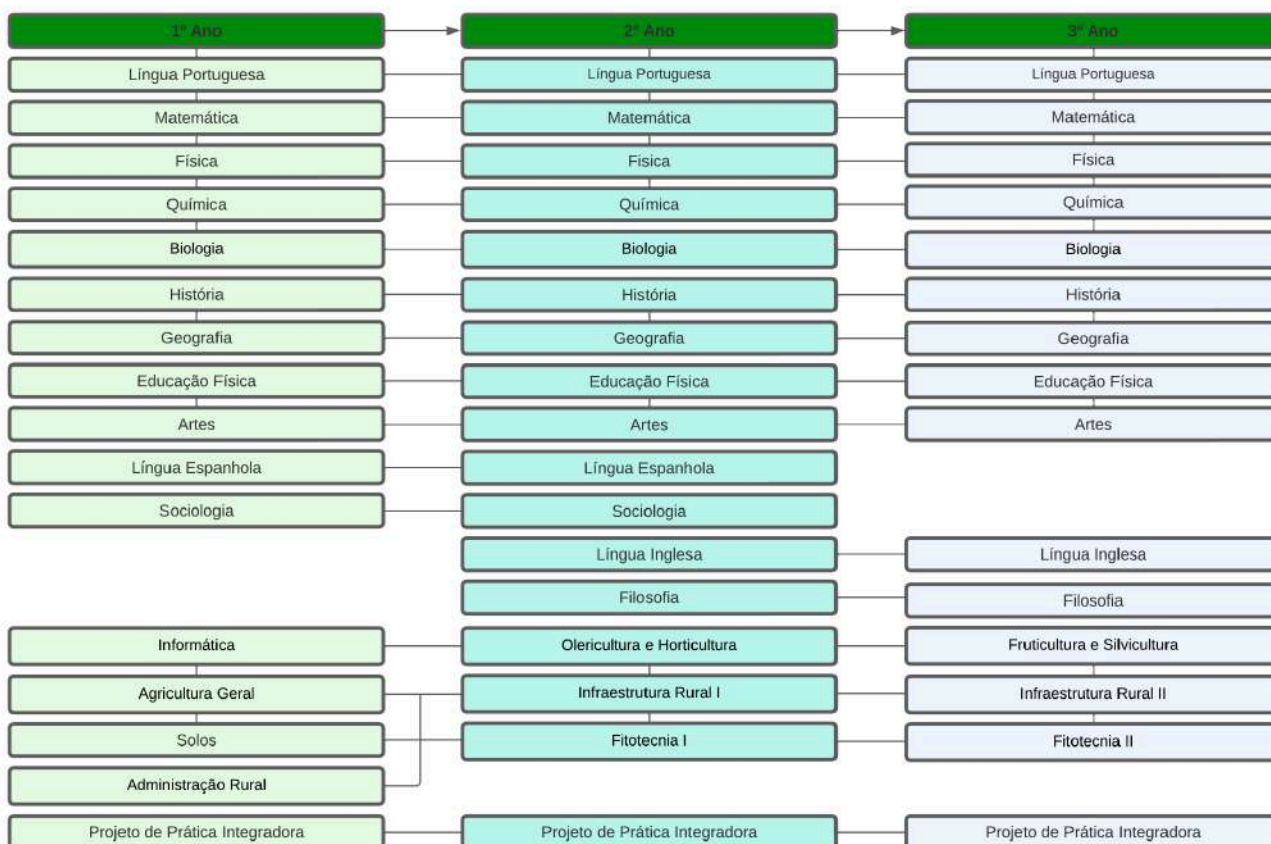 1º Ano
2º Ano
3º Ano
Língua Portuguesa
Língua Portuguesa
Língua Portuguesa
Matemática
Matemática
Matemática
Física
Fisica
Física
Química
Química
Química
Biologia
Biologia
Biologia
História
História
História
Geografia
Geografia
Geografia
Educação Física
Educação Física
Educação Física
Artes
Artes
Artes
Língua Espanhola
Língua Espanhola
Sociologia
Sociologia
Língua Inglesa
Língua Inglesa
Filosofia
Filosofia
Informática
Olericultura e Horticultura
Fruticultura e Silvicultura
Agricultura Geral
Infraestrutura Rural I
Infraestrutura Rural II
Solos
Fitotecnia I
Fitotecnia II
Administração Rural
Projeto de Prática Integradora
Projeto de Prática Integradora
Projeto de Prática Integradora